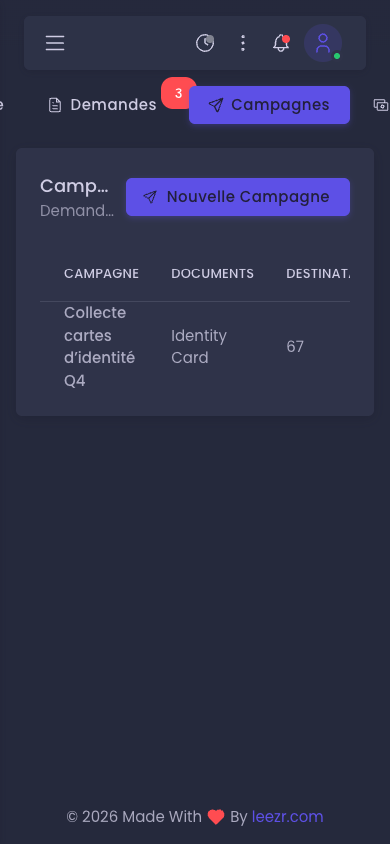 e
Demandes
3
Campagnes
Camp...
Demand...
Nouvelle Campagne
CAMPAGNE DOCUMENTS DESTINAT.
Collecte
cartes
d’identité
Q4
Identity
Card
67
© 2026 Made With By leezr.com